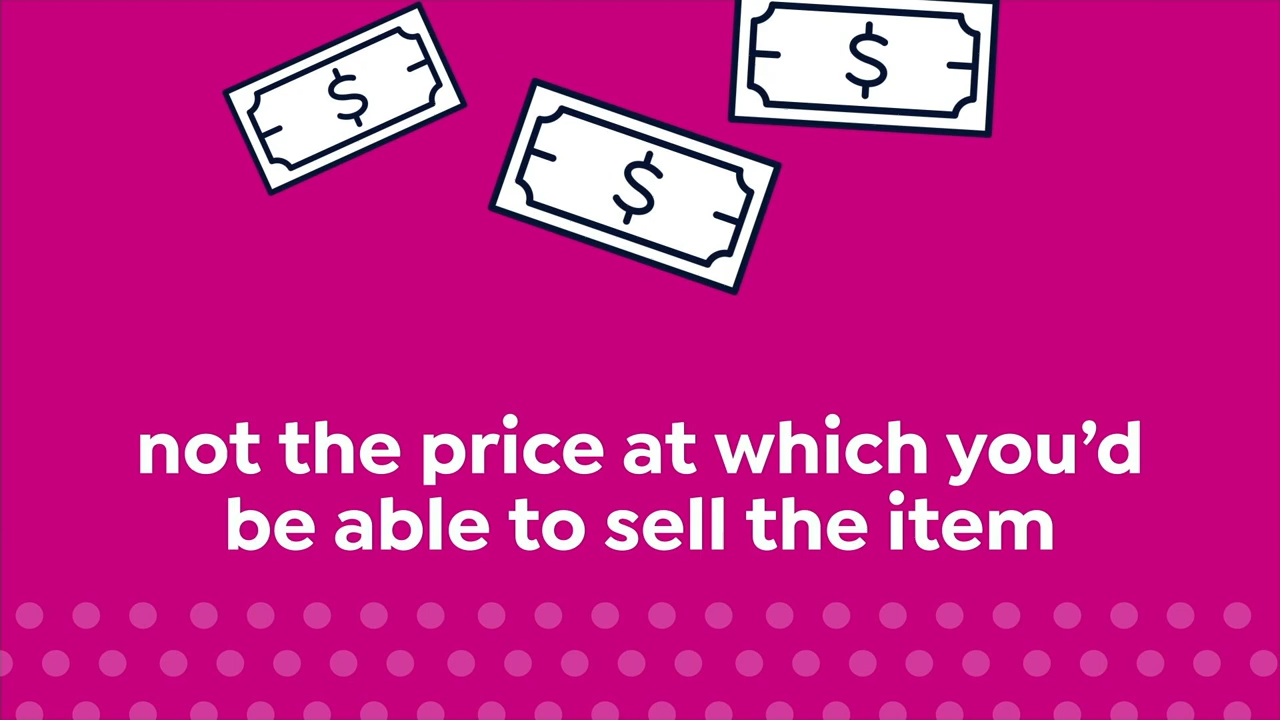 $
$
$
not the price at which you’d
be able to sell the item